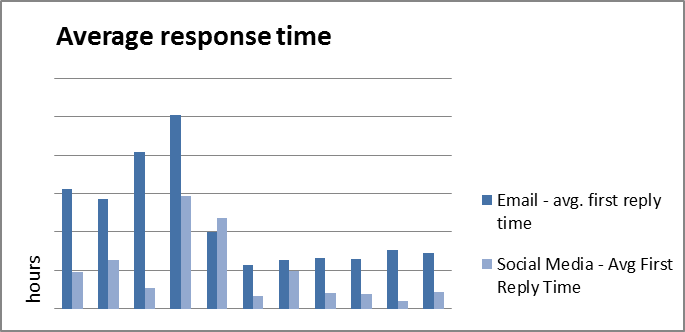 Average response time
hours
Email - avg. first reply
time
Social Media - Avg First
Reply Time